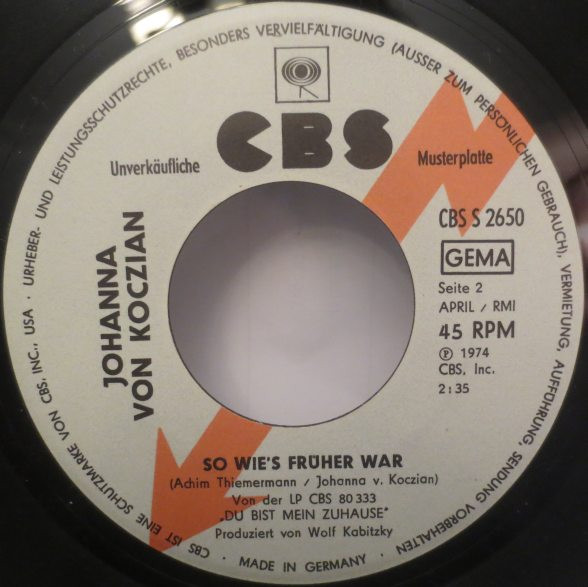 CBS
Unverkäufliche Musterplatte
JOHANNA
VON KOCZIAN
CBS S 2650
GEMA
Seite 2
APRIL / RMI
45 RPM
℗ 1974
CBS, Inc.
2:35
SO WIE'S FRÜHER WAR
(Achim Thiemermann / Johanna v. Koczian)
Von der LP CBS 80 333
„DU BIST MEIN ZUHAUSE"
Produziert von Wolf Kabitzky
CBS IST EINE SCHUTZMARKE VON CBS, INC., USA · URHEBER- UND LEISTUNGSSCHUTZRECHTE, BESONDERS VERVIELFÄLTIGUNG (AUSSER ZUM PERSÖNLICHEN GEBRAUCH), VERMIETUNG, AUFFÜHRUNG, SENDUNG VORBEHALTEN · MADE IN GERMANY ·